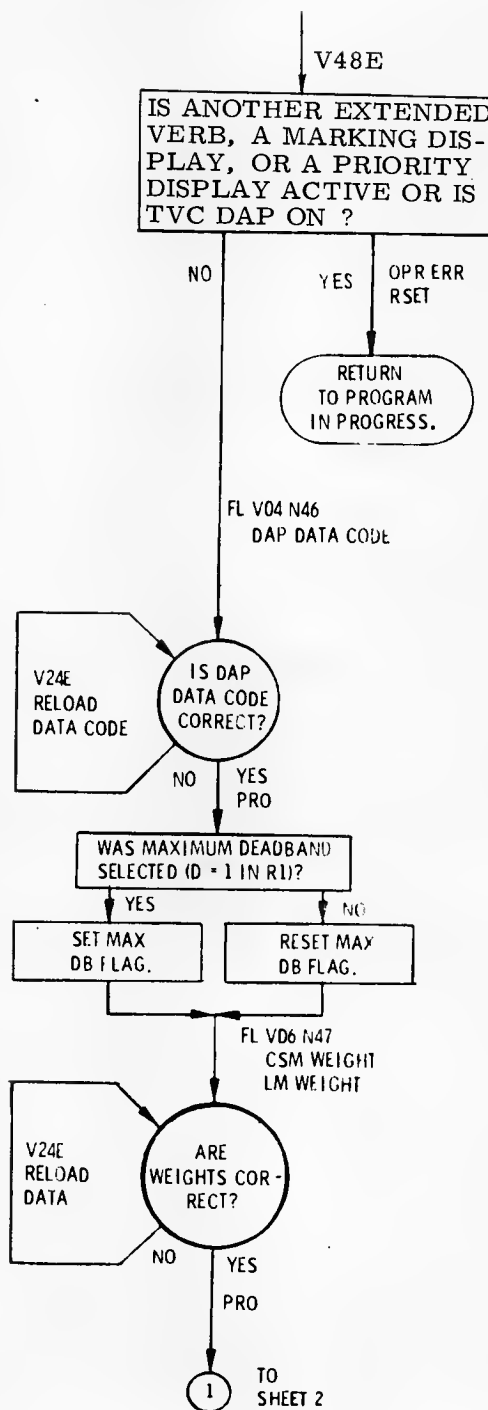 V48E
IS ANOTHER EXTENDED
VERB, A MARKING DIS-
PLAY, OR A PRIORITY
DISPLAY ACTIVE OR IS
TVC DAP ON ?
NO
YES
OPR ERR
RSET
RETURN
TO PROGRAM
IN PROGRESS.
FL V04 N46
DAP DATA CODE
V24E
RELOAD
DATA CODE
IS DAP
DATA CODE
CORRECT?
NO
YES
PRO
WAS MAXIMUM DEADBAND
SELECTED (D = 1 IN R1)?
YES
NO
SET MAX
DB FLAG.
RESET MAX
DB FLAG.
FL V06 N47
CSM WEIGHT
LM WEIGHT
V24E
RELOAD
DATA
ARE
WEIGHTS COR-
RECT?
NO
YES
PRO
1
TO
SHEET 2